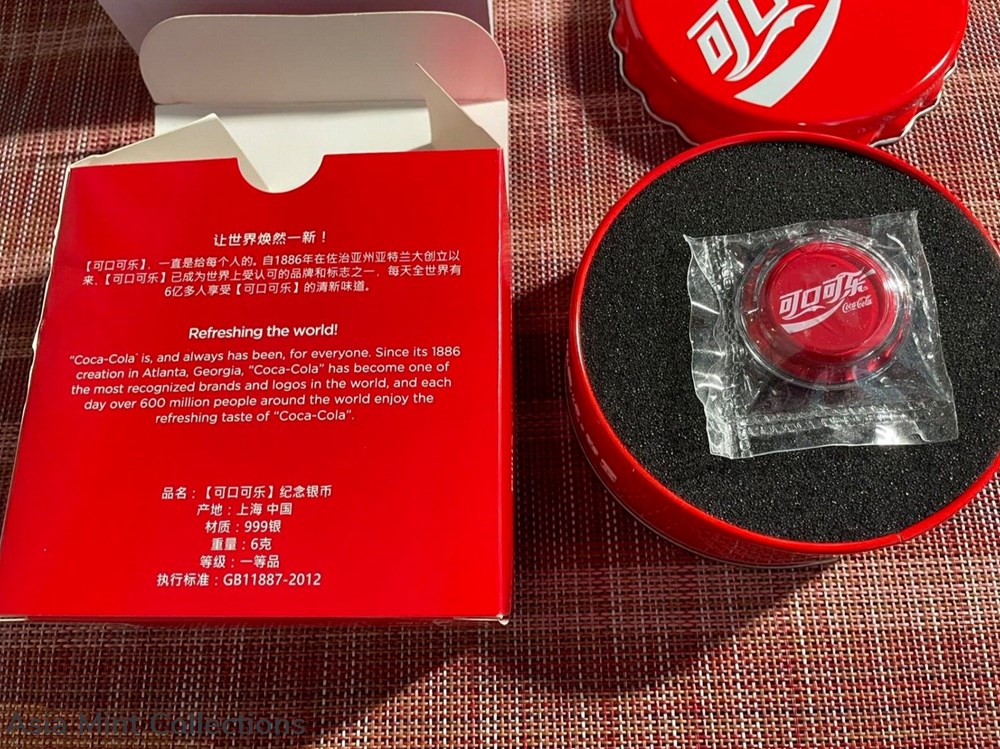 让世界焕然一新！
【可口可乐】，一直是给每个人的。自1886年在佐治亚州亚特兰大创立以
来，【可口可乐】已成为世界上受认可的品牌和标志之一，每天全世界有
6亿多人享受【可口可乐】的清新味道。
Refreshing the world!
“Coca-Cola” is, and always has been, for everyone. Since its 1886
creation in Atlanta, Georgia, “Coca-Cola” has become one of
the most recognized brands and logos in the world, and each
day over 600 million people around the world enjoy the
refreshing taste of “Coca-Cola”.
品名：【可口可乐】纪念银币
产地：上海 中国
材质：999银
重量：6克
等级：一等品
执行标准：GB11887-2012
可口
可口可乐
Coca-Cola
Asia Mint Collections